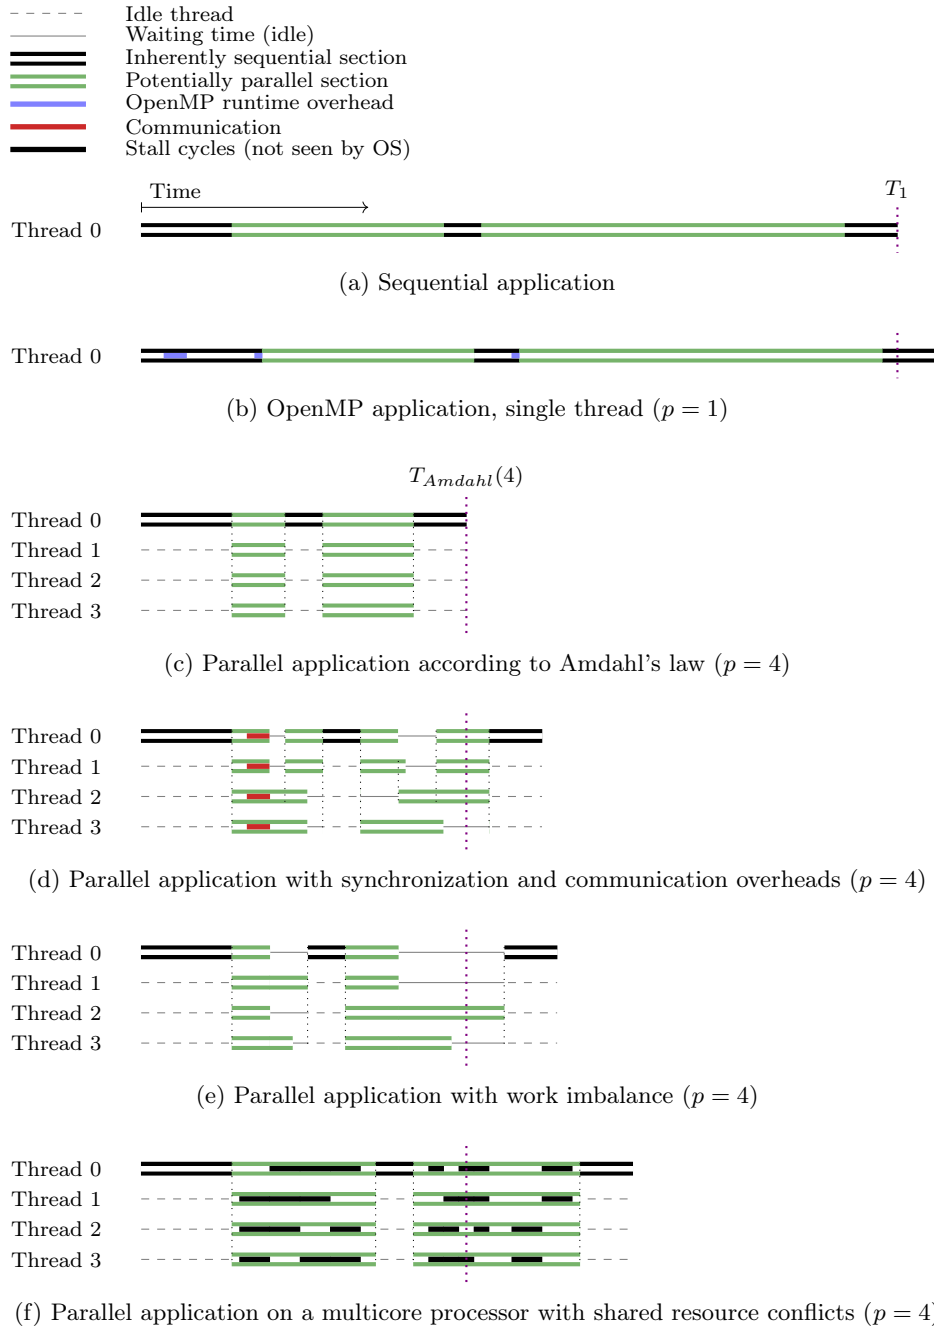 Idle thread
Waiting time (idle)
Inherently sequential section
Potentially parallel section
OpenMP runtime overhead
Communication
Stall cycles (not seen by OS)
Time
T1
Thread 0
(a) Sequential application
Thread 0
(b) OpenMP application, single thread (p = 1)
TAmdahl(4)
Thread 0
Thread 1
Thread 2
Thread 3
(c) Parallel application according to Amdahl's law (p = 4)
Thread 0
Thread 1
Thread 2
Thread 3
(d) Parallel application with synchronization and communication overheads (p = 4)
Thread 0
Thread 1
Thread 2
Thread 3
(e) Parallel application with work imbalance (p = 4)
Thread 0
Thread 1
Thread 2
Thread 3
(f) Parallel application on a multicore processor with shared resource conflicts (p = 4)